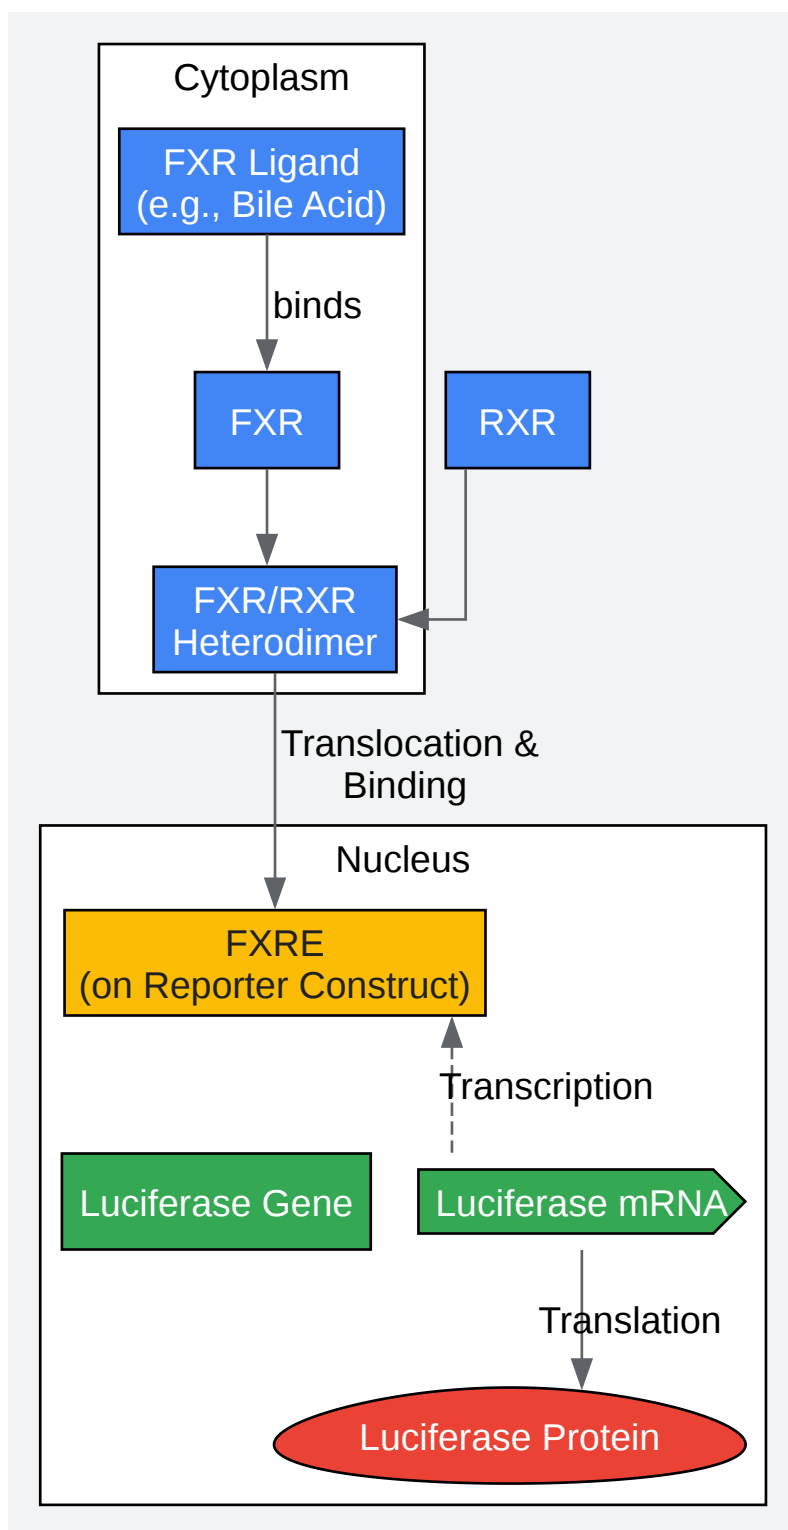 Cytoplasm
FXR Ligand
(e.g., Bile Acid)
binds
FXR
RXR
FXR/RXR
Heterodimer
Translocation &
Binding
Nucleus
FXRE
(on Reporter Construct)
Transcription
Luciferase Gene
Luciferase mRNA
Translation
Luciferase Protein